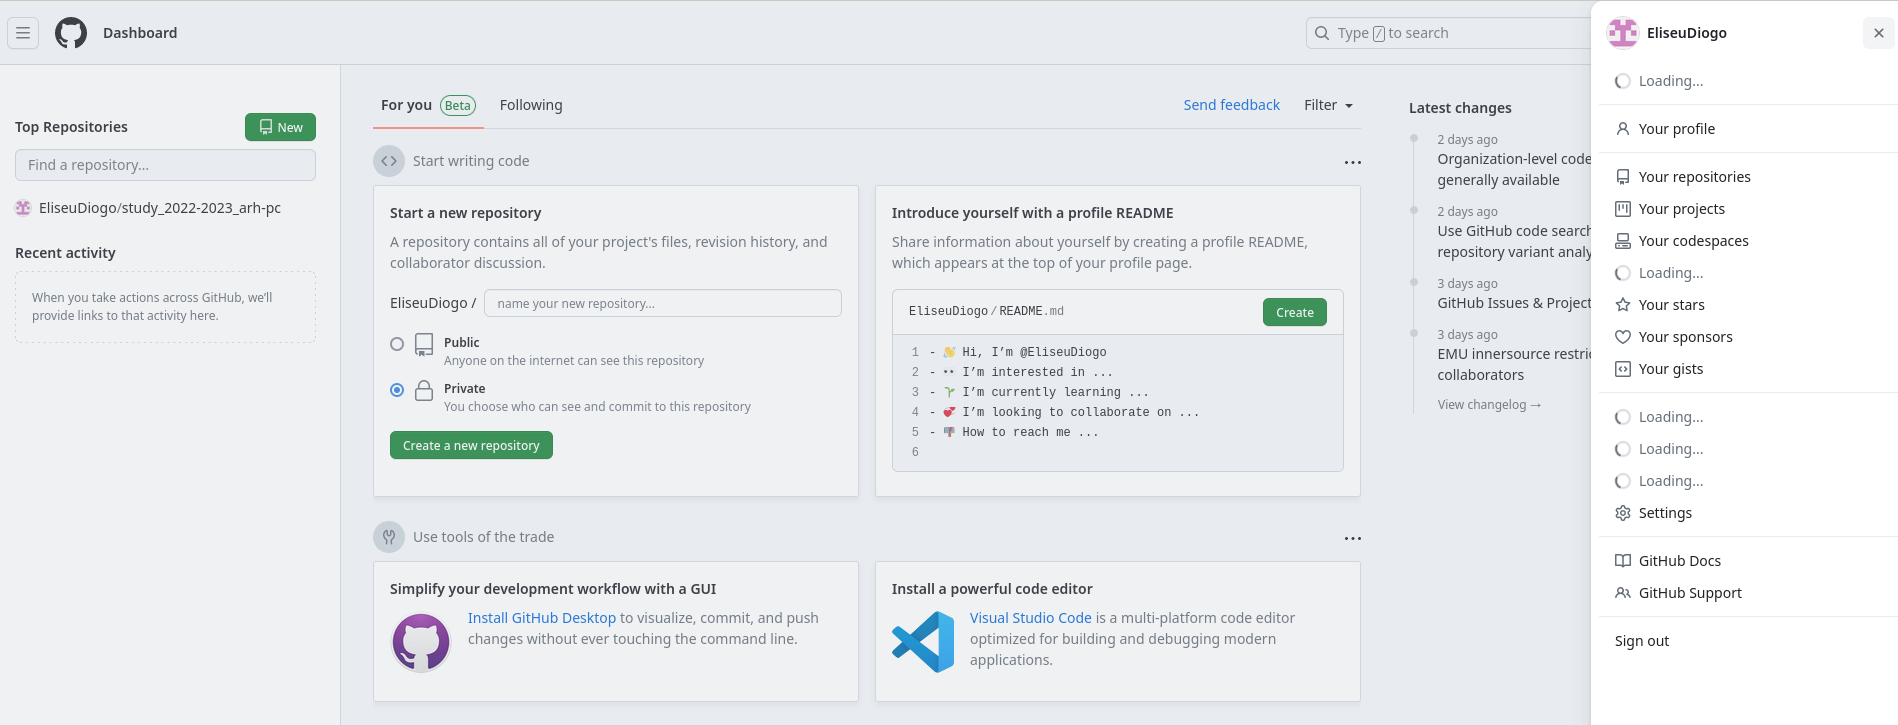 Dashboard
Type / to search
Top Repositories
New
Find a repository...
EliseuDiogo/study_2022-2023_arh-pc
Recent activity
When you take actions across GitHub, we'll
provide links to that activity here.
For you Beta
Following
Send feedback
Filter
Start writing code
Start a new repository
A repository contains all of your project's files, revision history, and
collaborator discussion.
EliseuDiogo / name your new repository...
Public
Anyone on the internet can see this repository
Private
You choose who can see and commit to this repository
Create a new repository
Introduce yourself with a profile README
Share information about yourself by creating a profile README,
which appears at the top of your profile page.
EliseuDiogo/README.md
Create
1 - 👋 Hi, I’m @EliseuDiogo
2 - 👀 I’m interested in ...
3 - 🌱 I’m currently learning ...
4 - 💞️ I’m looking to collaborate on ...
5 - 📫 How to reach me ...
6
Use tools of the trade
Simplify your development workflow with a GUI
Install GitHub Desktop to visualize, commit, and push
changes without ever touching the command line.
Install a powerful code editor
Visual Studio Code is a multi-platform code editor
optimized for building and debugging modern
applications.
Latest changes
2 days ago
Organization-level code
generally available
2 days ago
Use GitHub code search
repository variant analy
3 days ago
GitHub Issues & Project
3 days ago
EMU innersource restric
collaborators
View changelog →
EliseuDiogo
Loading...
Your profile
Your repositories
Your projects
Your codespaces
Loading...
Your stars
Your sponsors
Your gists
Loading...
Loading...
Loading...
Settings
GitHub Docs
GitHub Support
Sign out